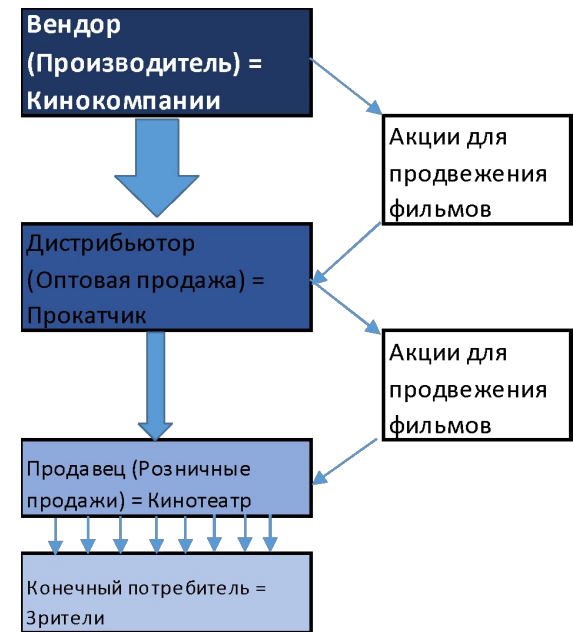 Вендор
(Производитель) =
Кинокомпании
Акции для
продвежения
фильмов
Дистрибьютор
(Оптовая продажа) =
Прокатчик
Акции для
продвежения
фильмов
Продавец (Розничные
продажи) = Кинотеатр
Конечный потребитель =
Зрители